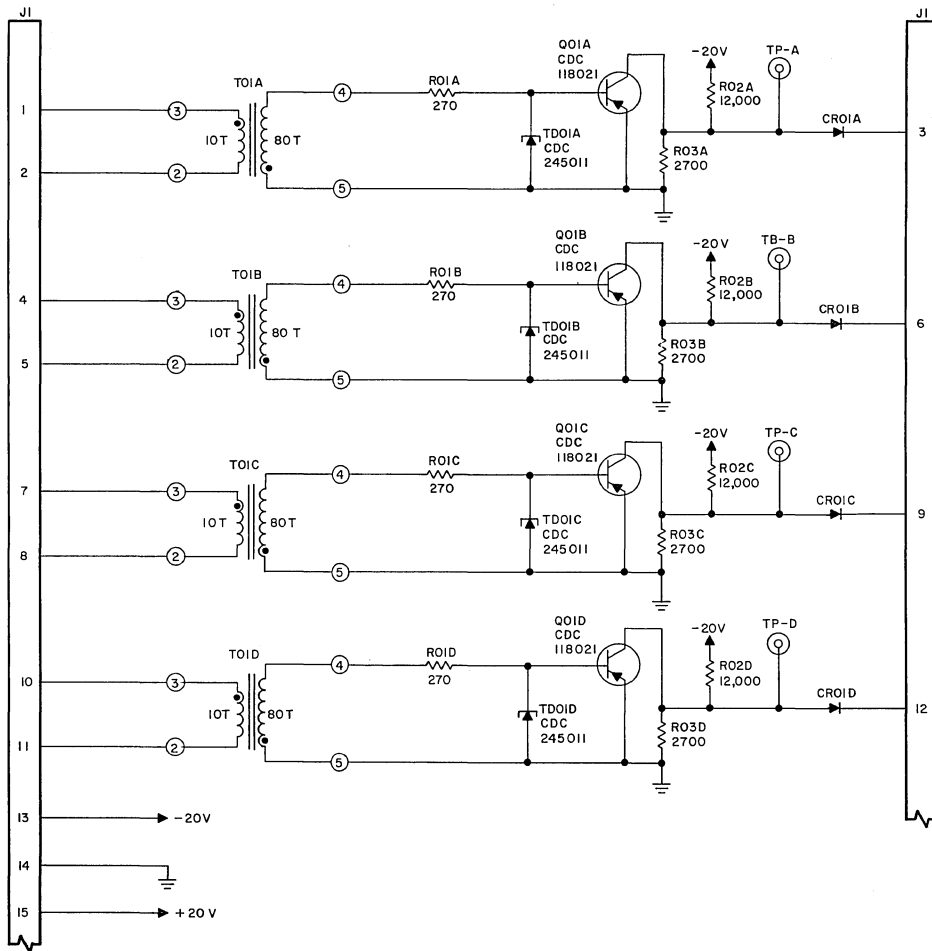 J1
J1
1
2
3
2
T01A
10T
80T
4
5
R01A
270
TD01A
CDC
245011
Q01A
CDC
118021
-20V
R02A
12,000
R03A
2700
TP-A
CR01A
3
4
5
3
2
T01B
10T
80T
4
5
R01B
270
TD01B
CDC
245011
Q01B
CDC
118021
-20V
R02B
12,000
R03B
2700
TB-B
CR01B
6
7
8
3
2
T01C
10T
80T
4
5
R01C
270
TD01C
CDC
245011
Q01C
CDC
118021
-20V
R02C
12,000
R03C
2700
TP-C
CR01C
9
10
11
3
2
T01D
10T
80T
4
5
R01D
270
TD01D
CDC
245011
Q01D
CDC
118021
-20V
R02D
12,000
R03D
2700
TP-D
CR01D
12
13
-20V
14
15
+20V